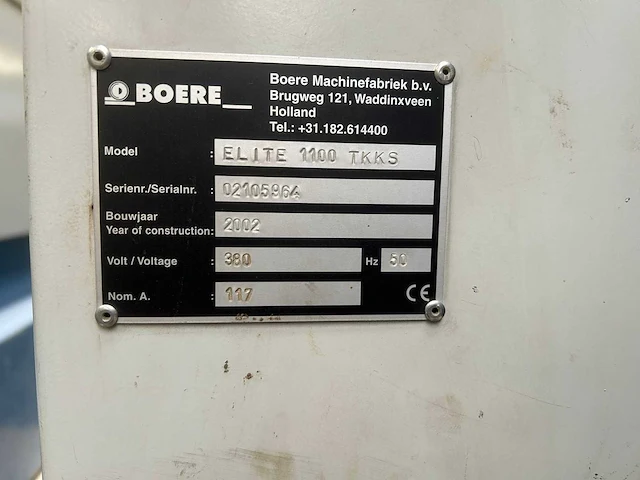 BOERE
Boere Machinefabriek b.v.
Brugweg 121, Waddinxveen
Holland
Tel.: +31.182.614400
Model : ELITE 1100 TKKS
Serienr./Serialnr. : 02105864
Bouwjaar
Year of construction: 2002
Volt / Voltage : 380 Hz 50
Nom. A. : 117 CE